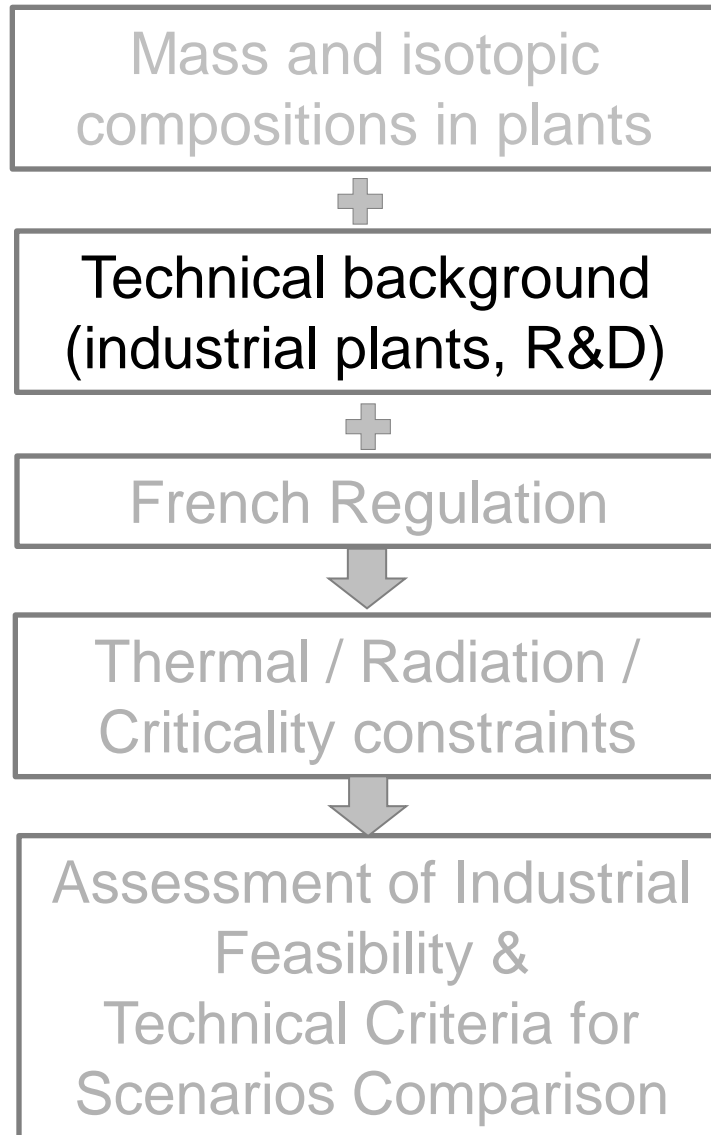 Mass and isotopic
compositions in plants
Technical background
(industrial plants, R&D)
French Regulation
Thermal / Radiation /
Criticality constraints
Assessment of Industrial
Feasibility &
Technical Criteria for
Scenarios Comparison